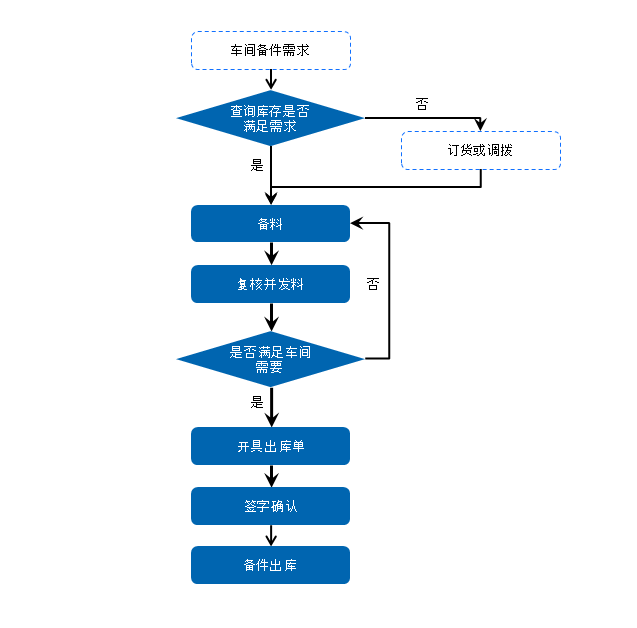 车间备件需求
查询库存是否
满足需求
否
订货或调拨
是
备料
复核并发料
否
是否满足车间
需要
是
开具出库单
签字确认
备件出库